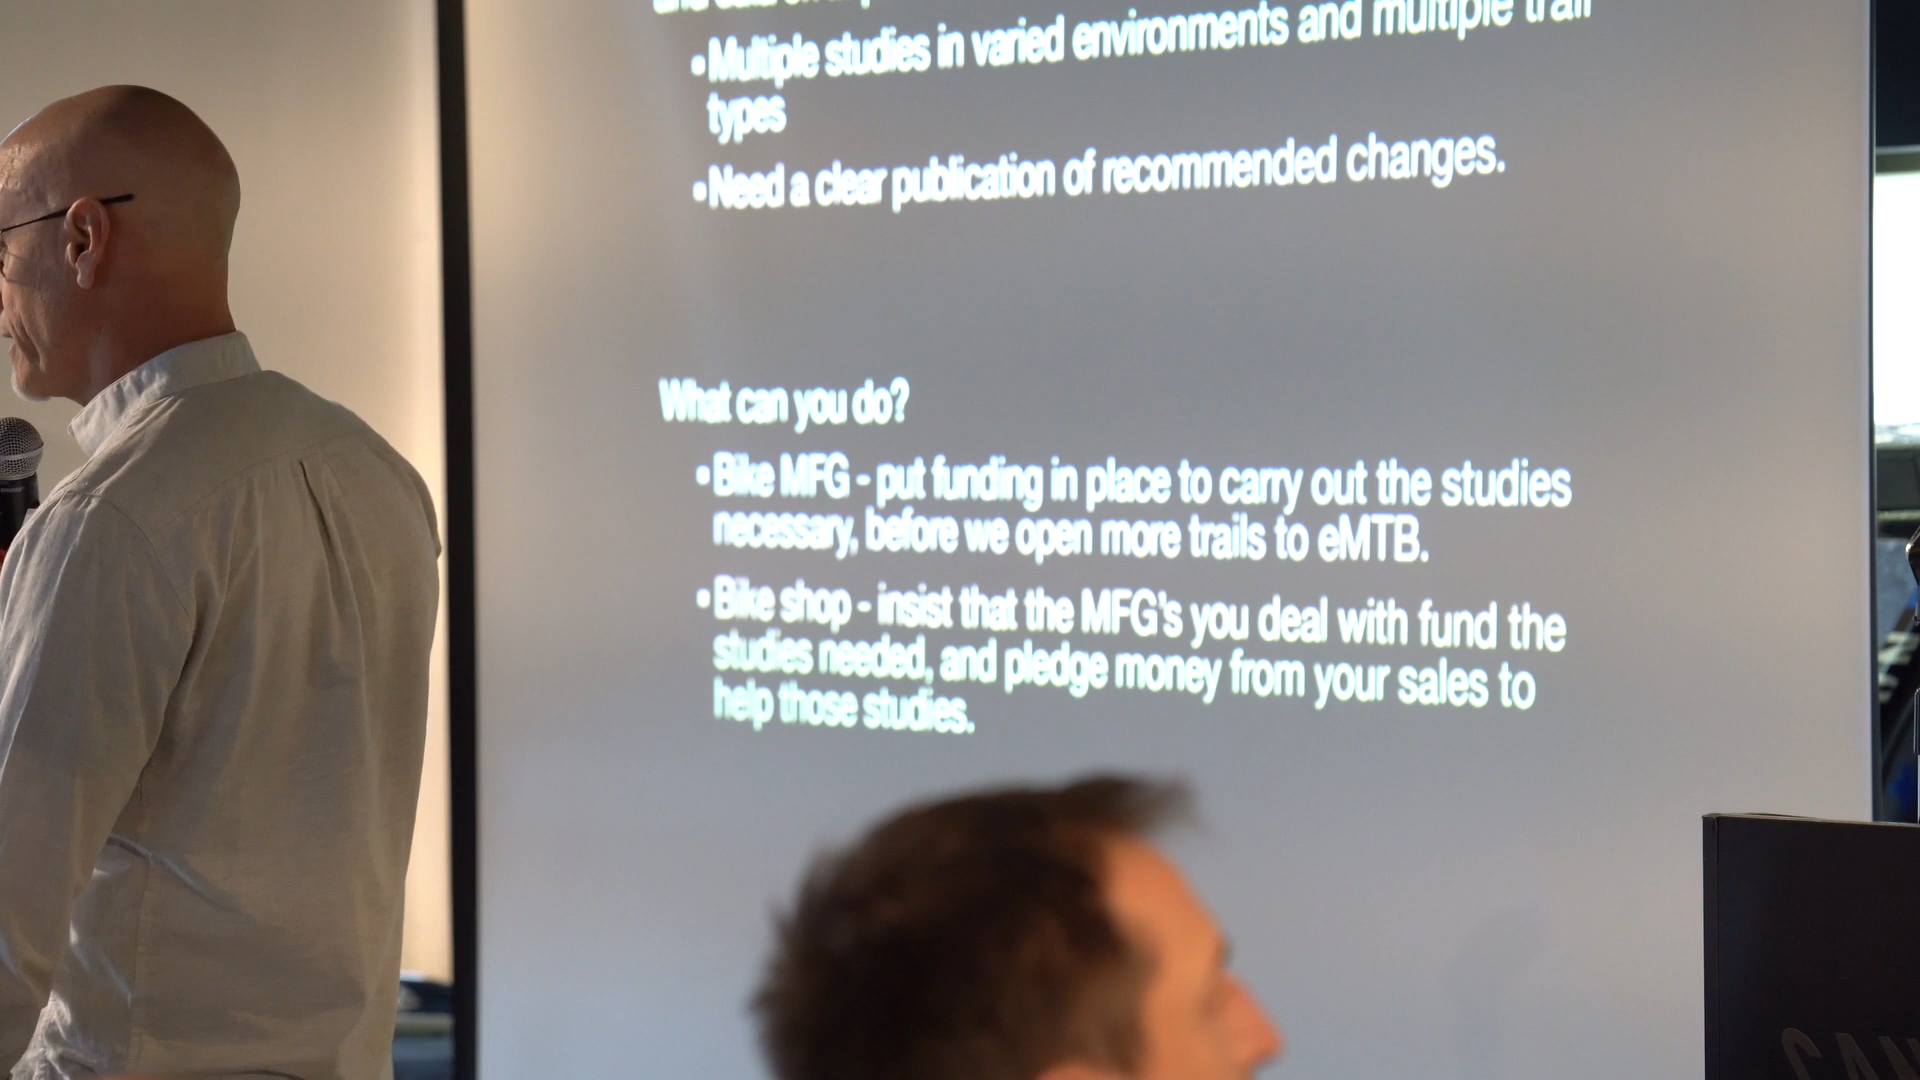 •Multiple studies in varied environments and multiple trail
types
•Need a clear publication of recommended changes.
What can you do?
•Bike MFG - put funding in place to carry out the studies
necessary, before we open more trails to eMTB.
•Bike shop - insist that the MFG's you deal with fund the
studies needed, and pledge money from your sales to
help those studies.